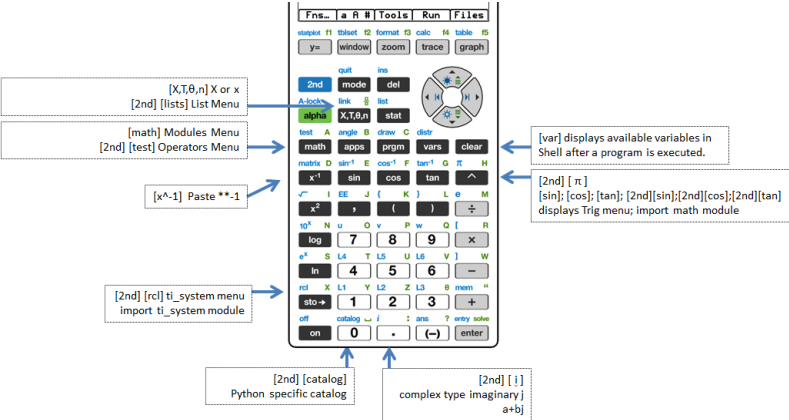 Fns... a A # Tools Run Files
statplot f1 tblset f2 format f3 calc f4 table f5
y= window zoom trace graph
quit ins
2nd mode del
A-lock link list
alpha X,T,θ,n stat
test A angle B draw C distr
math apps prgm vars clear
matrix D sin⁻¹ E cos⁻¹ F tan⁻¹ G π H
x⁻¹ sin cos tan ^
√‾ I EE J { K } L e M
x² , ( ) ÷
10ˣ N u O v P w Q [ R
log 7 8 9 ×
eˣ S L4 T L5 U L6 V ] W
ln 4 5 6 −
rcl X L1 Y L2 Z L3 θ mem "
sto→ 1 2 3 +
off catalog ⎵ i : ans ? entry solve
on 0 . (−) enter
[X,T,θ,n] X or x
[2nd] [lists] List Menu
[math] Modules Menu
[2nd] [test] Operators Menu
[x^-1] Paste **-1
[2nd] [rcl] ti_system menu
import ti_system module
[var] displays available variables in
Shell after a program is executed.
[2nd] [ π ]
[sin]; [cos]; [tan]; [2nd][sin];[2nd][cos];[2nd][tan]
displays Trig menu; import math module
[2nd] [catalog]
Python specific catalog
[2nd] [ i ]
complex type imaginary j
a+bj